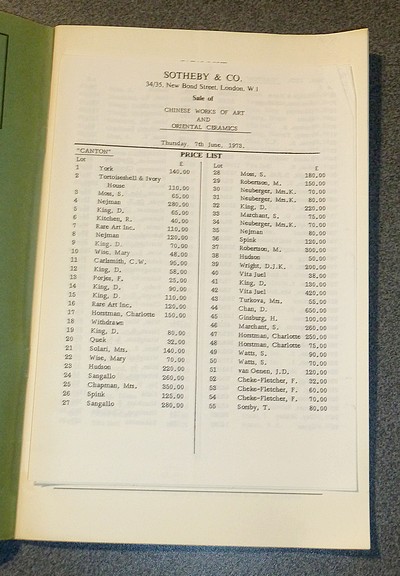 SOTHEBY & CO.
34/35, New Bond Street, London, W.1
Sale of
CHINESE WORKS OF ART
AND
ORIENTAL CERAMICS
Thursday, 7th June, 1973.
"CANTON"
PRICE LIST
Lot £
1 York 140.00
2 Tortoiseshell & Ivory
House 110.00
3 Moss, S. 65.00
4 Nejman 280.00
5 King, D. 65.00
6 Kitchen, R. 40.00
7 Rare Art Inc. 110.00
8 Nejman 120.00
9 King, D. 70.00
10 Wise, Mary 48.00
11 Carlsmith, C.W. 95.00
12 King, D. 58.00
13 Porjes, F. 25.00
14 King, D. 90.00
15 King, D. 110.00
16 Rare Art Inc. 120.00
17 Horstman, Charlotte 150.00
18 Withdrawn
19 King, D. 80.00
20 Quek 32.00
21 Solari, Mrs. 140.00
22 Wise, Mary 70.00
23 Hudson 220.00
24 Sangallo 260.00
25 Chapman, Mrs. 350.00
26 Spink 125.00
27 Sangallo 280.00
Lot £
28 Moss, S. 180.00
29 Robertson, M. 150.00
30 Neuberger, Mn.K. 70.00
31 Neuberger, Mn.K. 80.00
32 King, D. 220.00
33 Marchant, S. 75.00
34 Neuberger, Mn.K. 70.00
35 Nejman 80.00
36 Spink 120.00
37 Robertson, M. 300.00
38 Hudson 50.00
39 Wright, D.J.K. 200.00
40 Vita Juel 38.00
41 King, D. 130.00
42 Vita Juel 420.00
43 Turkova, Mrs. 55.00
44 Chan, D. 650.00
45 Ginsburg, H. 100.00
46 Marchant, S. 260.00
47 Horstman, Charlotte 250.00
48 Horstman, Charlotte 75.00
49 Watts, S. 90.00
50 Watts, S. 70.00
51 van Oenen, J.D. 120.00
52 Cheke-Fletcher, F. 32.00
53 Cheke-Fletcher, F. 60.00
54 Cheke-Fletcher, F. 70.00
55 Somby, T. 80.00